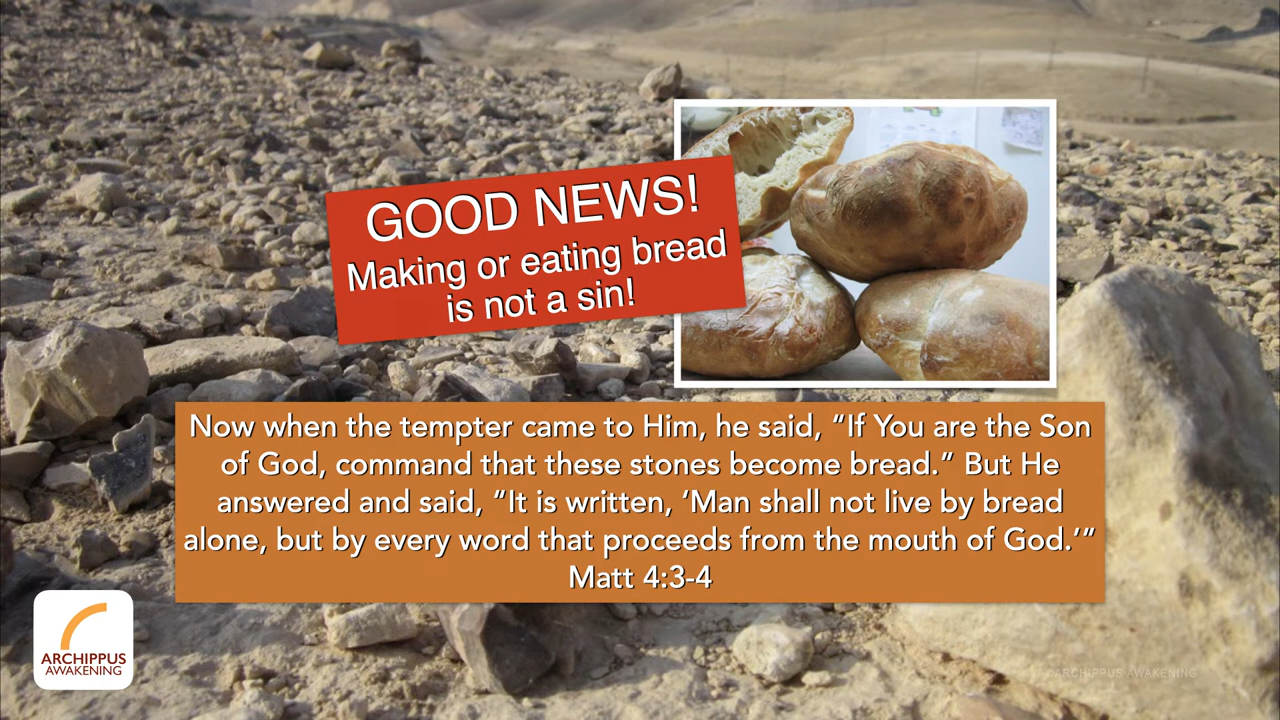 GOOD NEWS!
Making or eating bread
is not a sin!
Now when the tempter came to Him, he said, “If You are the Son
of God, command that these stones become bread.” But He
answered and said, “It is written, ‘Man shall not live by bread
alone, but by every word that proceeds from the mouth of God.’”
Matt 4:3-4
ARCHIPPUS
AWAKENING
© ARCHIPPUS AWAKENING